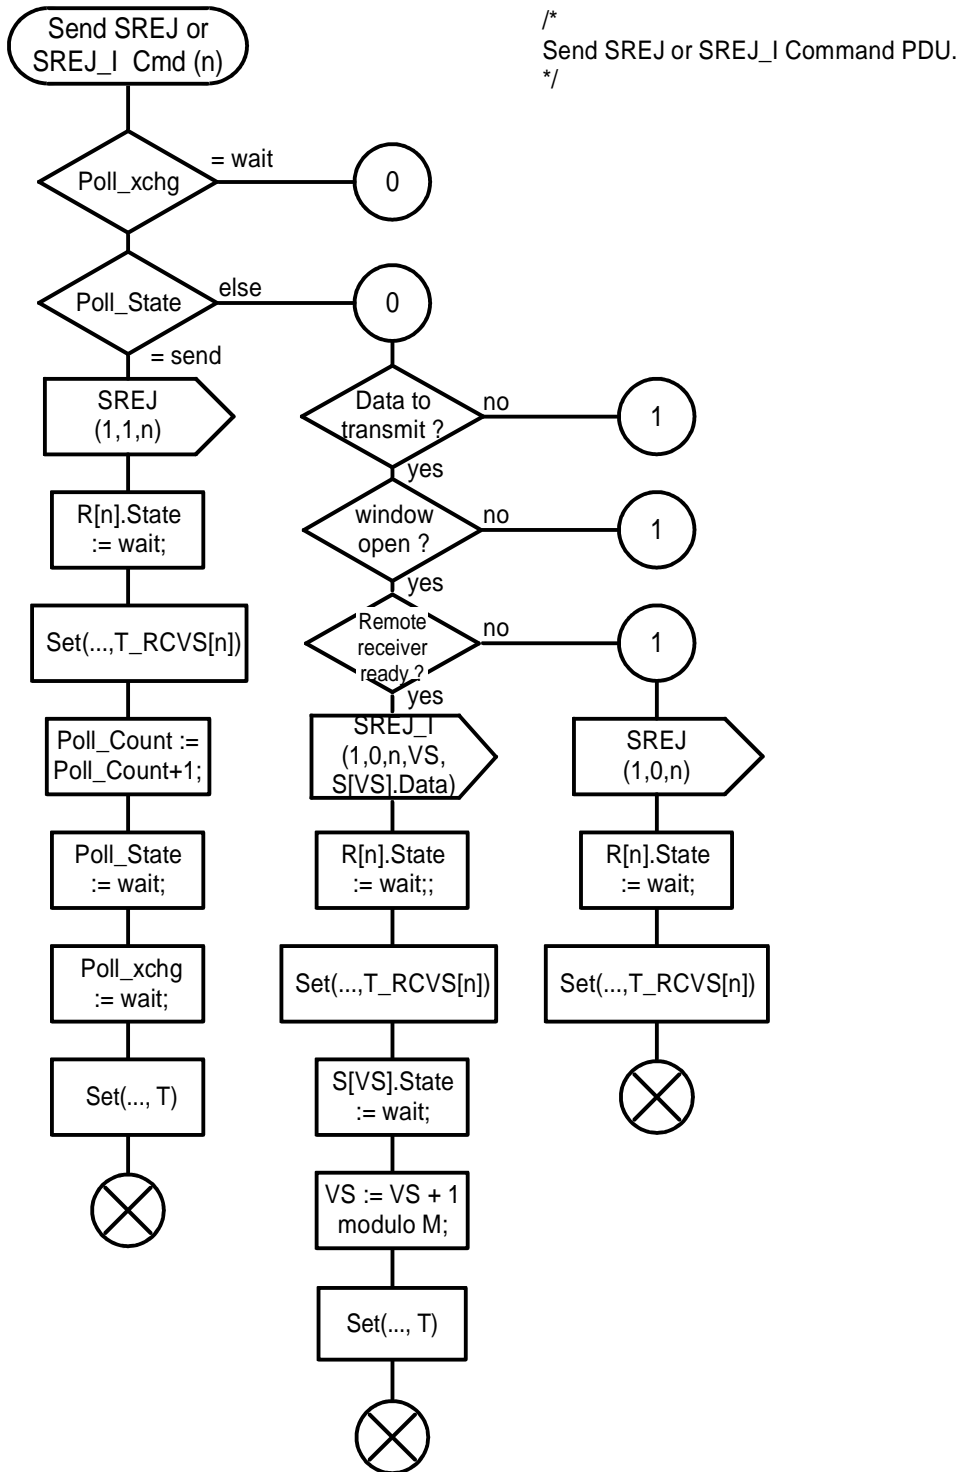 Send SREJ or
SREJ_I Cmd (n)
/*
Send SREJ or SREJ_I Command PDU.
*/
Poll_xchg
= wait
0
Poll_State
else
0
= send
SREJ
(1,1,n)
R[n].State
:= wait;
Set(...,T_RCVS[n])
Poll_Count :=
Poll_Count+1;
Poll_State
:= wait;
Poll_xchg
:= wait;
Set(..., T)
Data to
transmit ?
no
1
yes
window
open ?
no
1
yes
Remote
receiver
ready ?
no
1
yes
SREJ_I
(1,0,n,VS,
S[VS].Data)
R[n].State
:= wait;;
Set(...,T_RCVS[n])
S[VS].State
:= wait;
VS := VS + 1
modulo M;
Set(..., T)
SREJ
(1,0,n)
R[n].State
:= wait;
Set(...,T_RCVS[n])